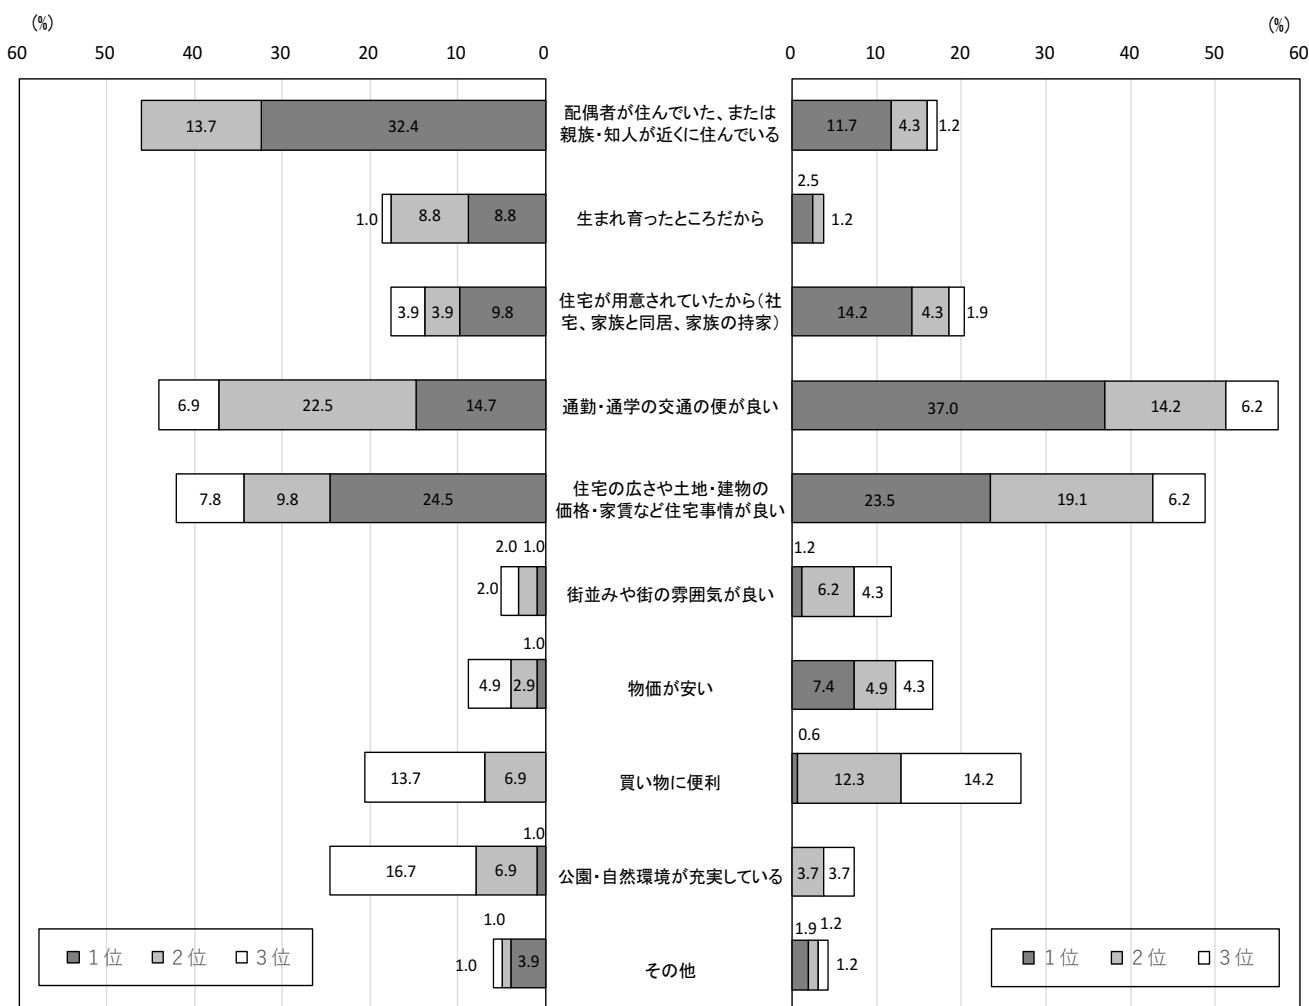 (%)
(%)
60 50 40 30 20 10 0
0 10 20 30 40 50 60
13.7 32.4
配偶者が住んでいた、または
親族・知人が近くに住んでいる
11.7 4.3 1.2
1.0 8.8 8.8
生まれ育ったところだから
2.5
1.2
3.9 3.9 9.8
住宅が用意されていたから(社
宅、家族と同居、家族の持家)
14.2 4.3 1.9
6.9 22.5 14.7
通勤・通学の交通の便が良い
37.0 14.2 6.2
7.8 9.8 24.5
住宅の広さや土地・建物の
価格・家賃など住宅事情が良い
23.5 19.1 6.2
2.0 1.0
2.0
街並みや街の雰囲気が良い
1.2
6.2 4.3
1.0
4.9 2.9
物価が安い
7.4 4.9 4.3
13.7 6.9
買い物に便利
0.6
12.3 14.2
1.0
16.7 6.9
公園・自然環境が充実している
3.7 3.7
1.0
1.0 3.9
その他
1.9 1.2
1.2
1位 2位 3位
1位 2位 3位